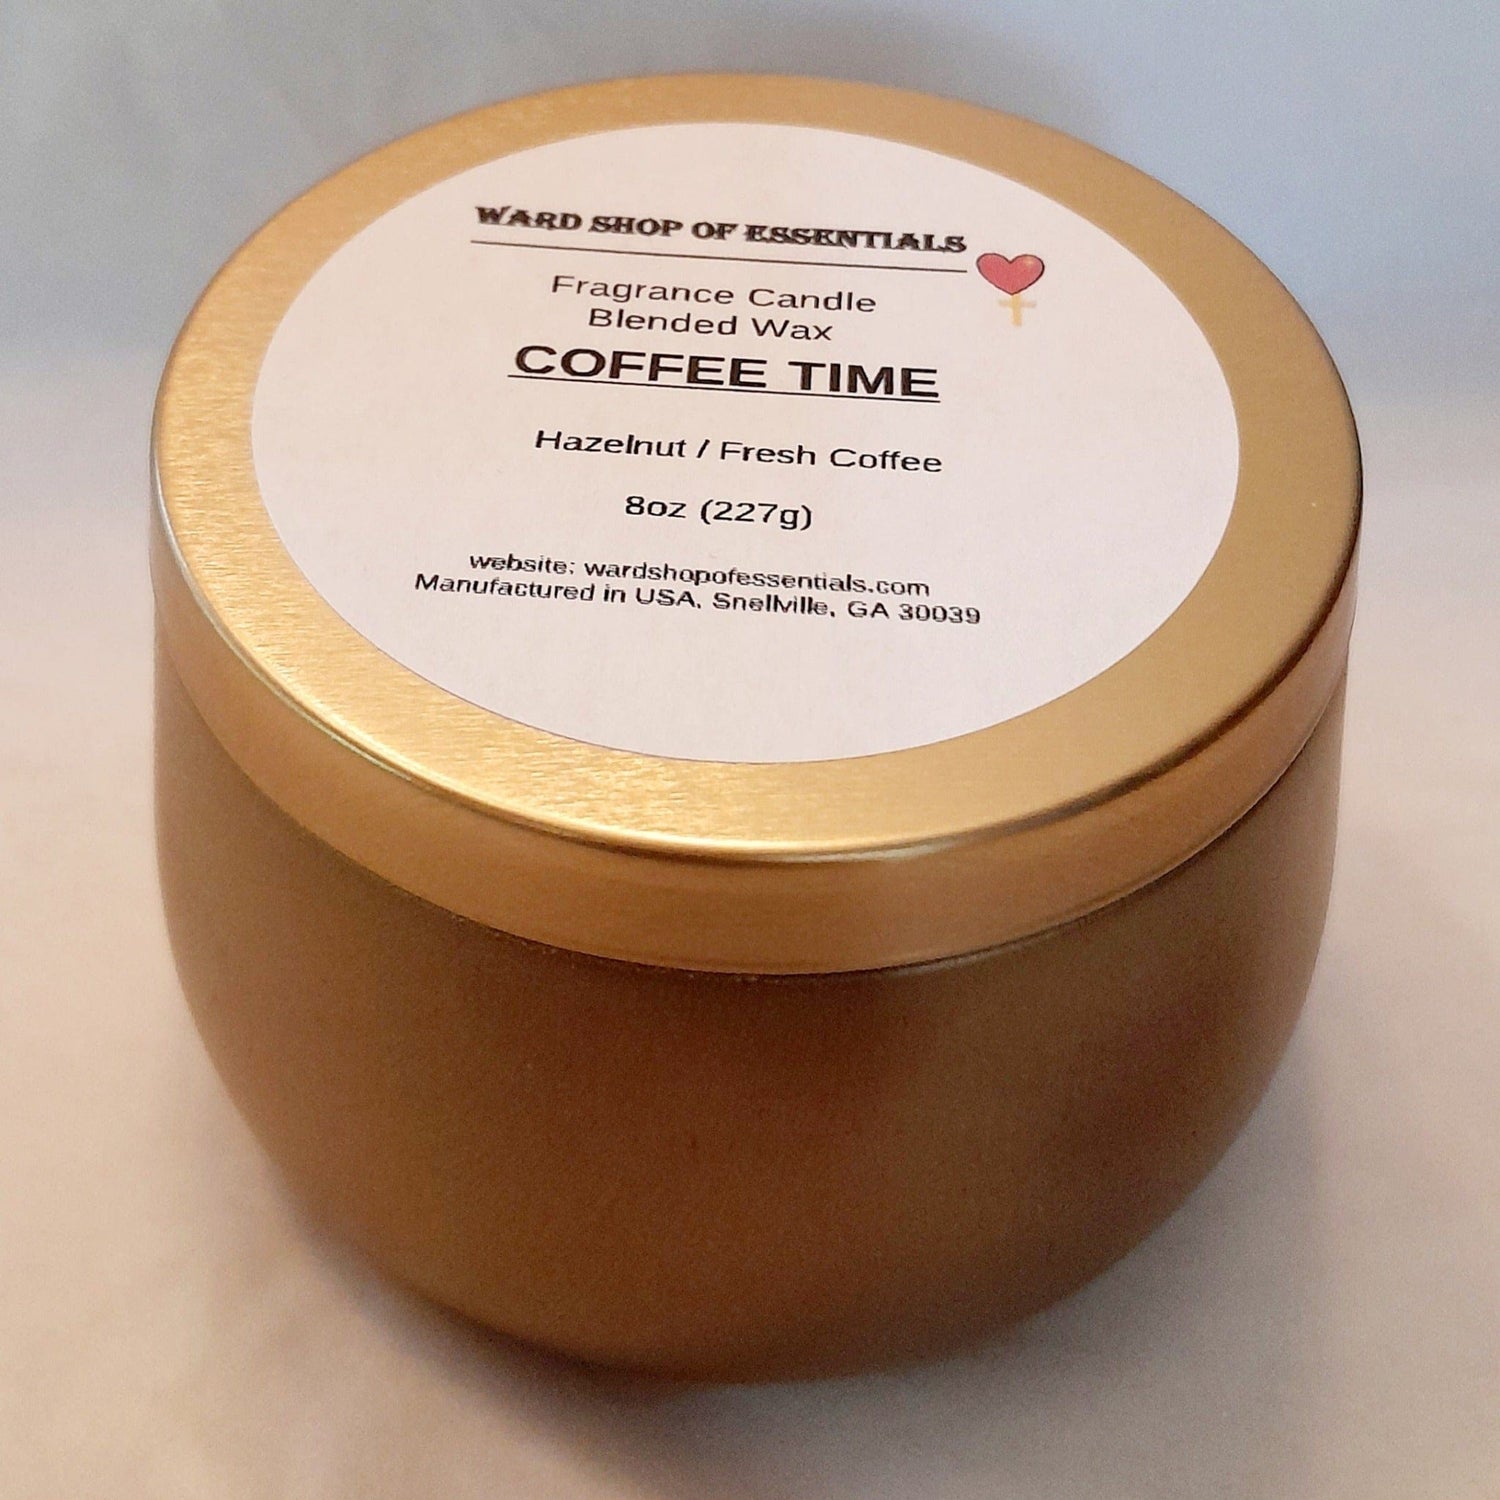 WARD SHOP OF ESSENTIALS
Fragrance Candle
Blended Wax
COFFEE TIME
Hazelnut / Fresh Coffee
8oz (227g)
website: wardshopofessentials.com
Manufactured in USA, Snellville, GA 30039